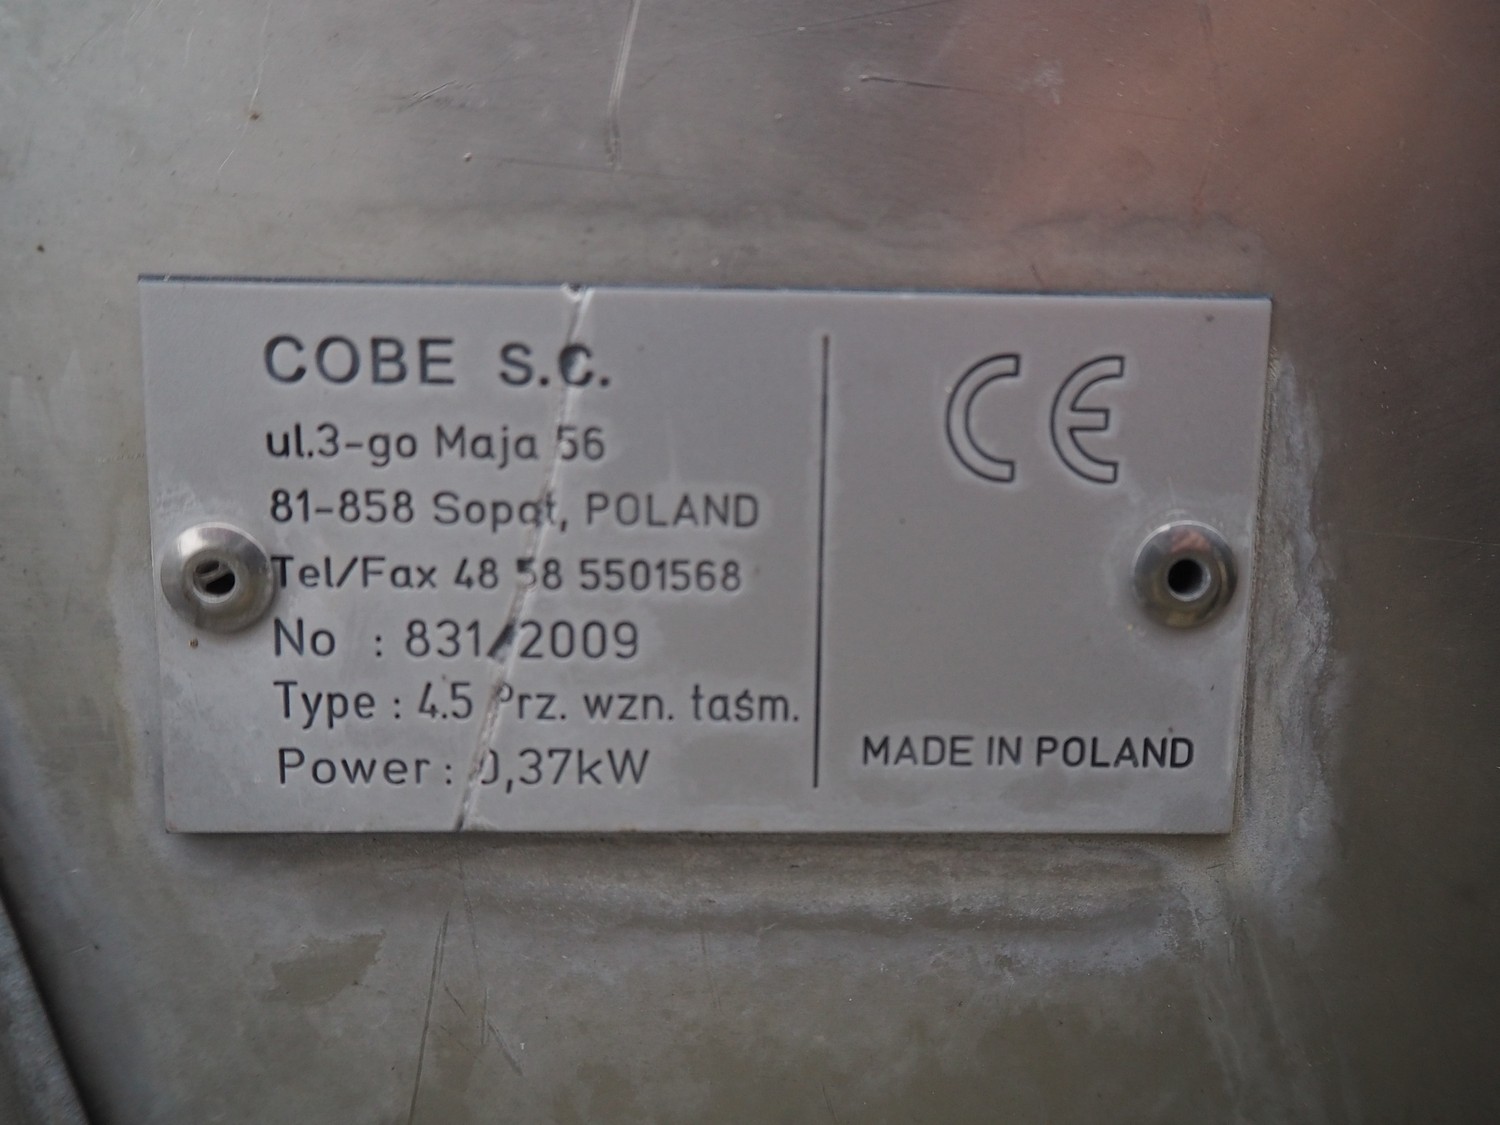 COBE s.c.
ul.3-go Maja 56
81-858 Sopot, POLAND
Tel/Fax 48 58 5501568
No : 831/2009
Type : 4.5 Prz. wzn. taśm.
Power : 0,37kW
CE
MADE IN POLAND